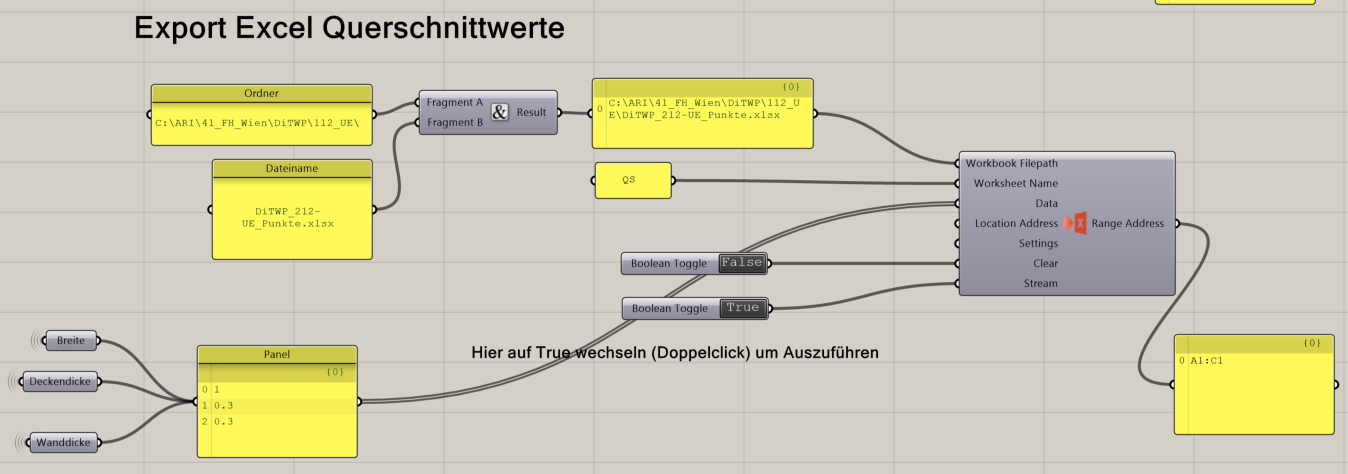 Export Excel Querschnittwerte
Ordner
C:\ARI\41_FH_Wien\DiTWP\112_UE\
Dateiname
DiTWP_212-
UE_Punkte.xlsx
Fragment A
Fragment B
&
Result
{0}
0 C:\ARI\41_FH_Wien\DiTWP\112_U
E\DiTWP_212-UE_Punkte.xlsx
QS
Workbook Filepath
Worksheet Name
Data
Location Address
Settings
Clear
Stream
X
Range Address
Boolean Toggle False
Boolean Toggle True
Hier auf True wechseln (Doppelclick) um Auszuführen
Breite
Deckendicke
Wanddicke
Panel
{0}
0 1
1 0.3
2 0.3
{0}
0 A1:C1